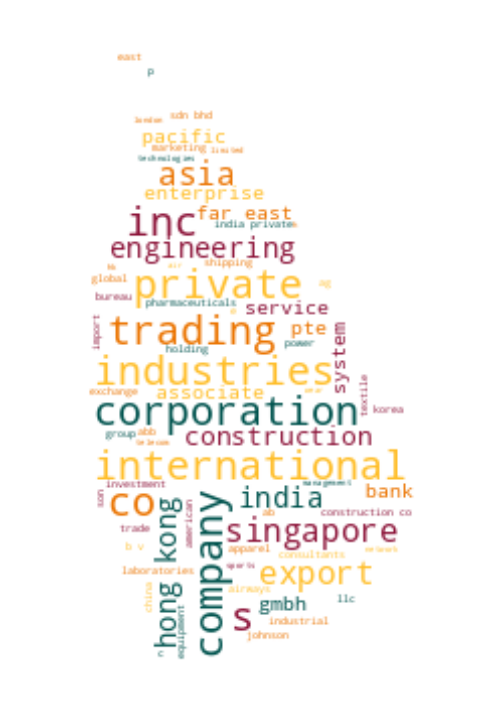 east
p
london sdn bhd
pacific
marketing limited
technologies
asia
enterprise
inc far east
india private
engineering
shipping
global
private
bureau
pharmaceuticals
service
import
trading pte
holding power
system
industries
exchange associate
textile
corporation korea
group abb
telecom
construction
international
investment management
son
co
india bank
hong kong
american
company
ab construction co
trade
singapore
b v apparel
consultants network
laboratories sports
export
china
airways
equipment
s gmbh llc
industrial
johnson
c